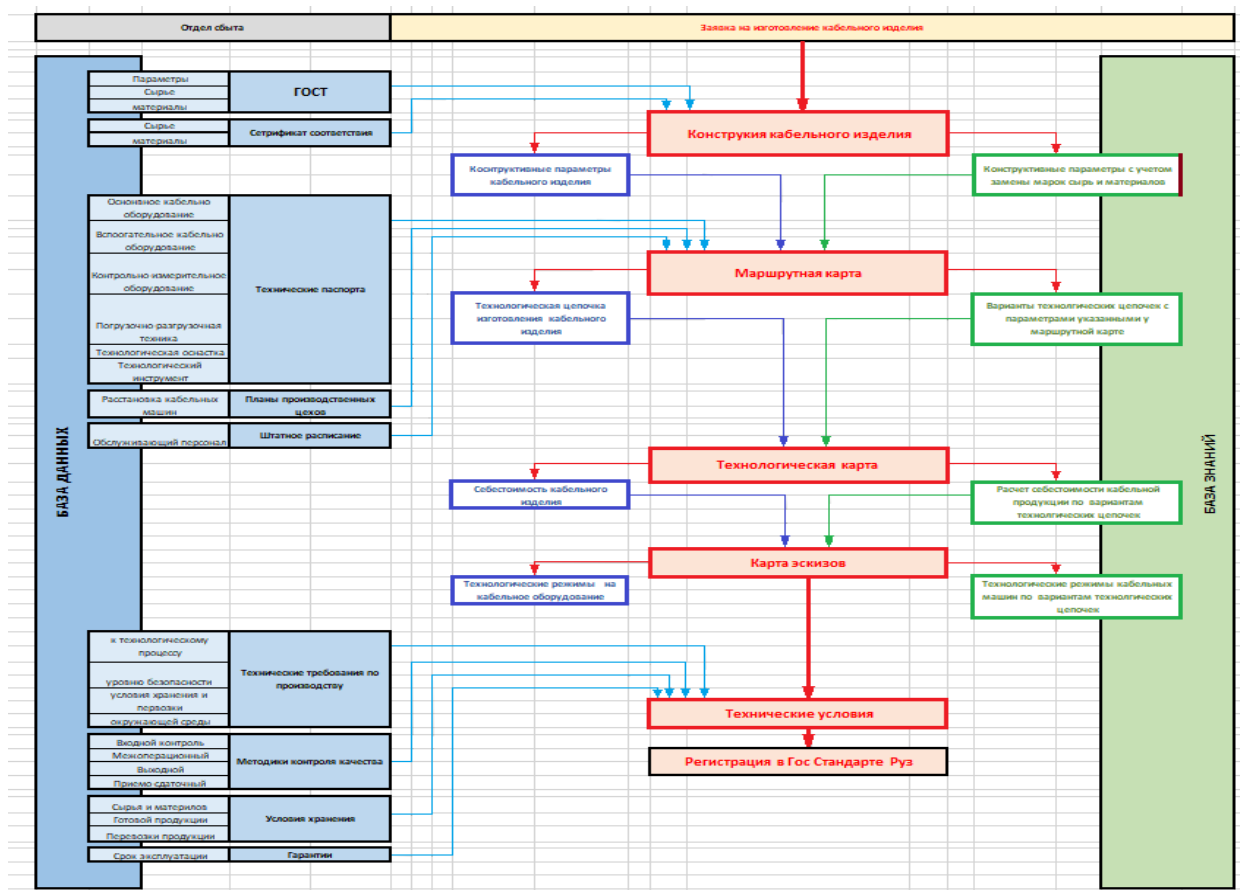 Отдел сбыта
Заявка на изготовление кабельного изделия
БАЗА ДАННЫХ
Параметры
Сырье
материалы
ГОСТ
Сырье
материалы
Сетрификат соответствия
Конструкия кабельного изделия
Коснтруктивные параметры
кабельного изделия
Конструктивные параметры с учетом
замены марок сырь и материалов
Основное кабельно
оборудование
Вспоогательное кабельно
оборудование
Контрольно измерительное
оборудование
Погрузочно-разгрузочная
техника
Технологическая оснастка
Технологический
инструмент
Технические паспорта
Расстановка кабельных
машин
Планы производственных
цехов
Обслуживающий персонал
Штатное расписание
Маршрутная карта
Технологическая цепочка
изготовления кабельного
изделия
Варианты технолгических цепочек с
параметрами указанными у
маршрутной карте
Технологическая карта
Себестоимость кабельного
изделия
Расчет себестоимости кабельной
продукции по вариантам
технолгических цепочек
Карта эскизов
Технологические режимы на
кабельное оборудование
Технологические режимы кабельных
машин по вариантам технолгических
цепочек
к технологическому
процессу
уровню безопасности
условия хранения и
первозки
окружающей среды
Технические требования по
производству
Входной контроль
Межоперационный
Выходной
Приемо сдаточный
Методики контроля качества
Сырья и материлов
Готовой продукции
Перевозки продукции
Условия хранения
Срок эксплуатации
Гарантии
Технические условия
Регистрация в Гос Стандарте Руз
БАЗА ЗНАНИЙ